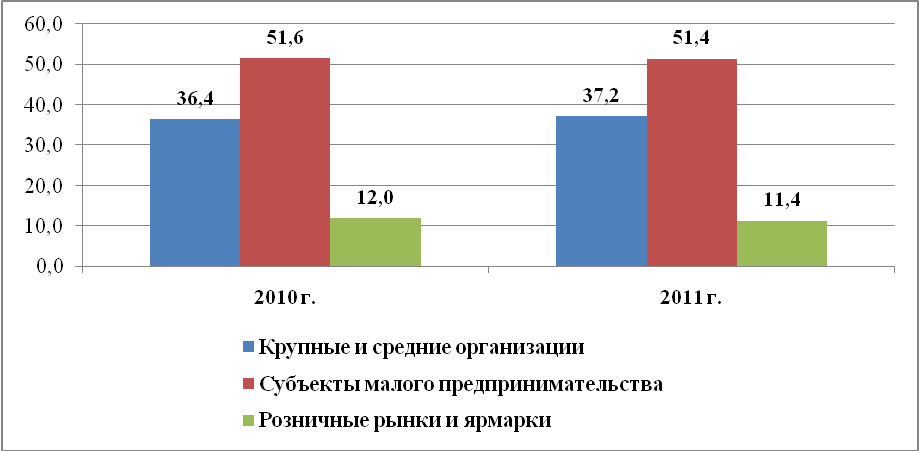 60,0
50,0
40,0
30,0
20,0
10,0
0,0
36,4
51,6
12,0
37,2
51,4
11,4
2010 г.
2011 г.
Крупные и средние организации
Субъекты малого предпринимательства
Розничные рынки и ярмарки